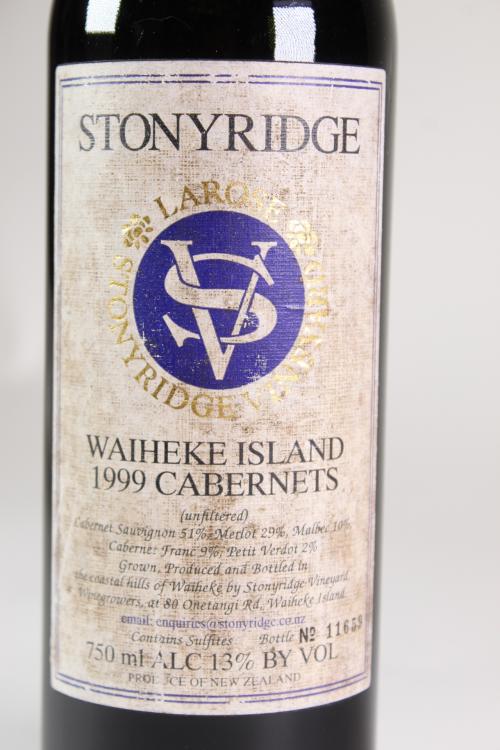 STONYRIDGE
LAROSE
STONYRIDGE VINEYARD
SV
WAIHEKE ISLAND
1999 CABERNETS
(unfiltered)
Cabernet Sauvignon 51%, Merlot 29%, Malbec 10%,
Cabernet Franc 9%, Petit Verdot 2%
Grown, Produced and Bottled in
the coastal hills of Waiheke by Stonyridge Vineyard,
Winegrowers, at 80 Onetangi Rd, Waiheke Island.
email: enquiries@stonyridge.co.nz
Contains Sulfites Bottle Nº 11659
750 ml ALC 13% BY VOL
PRODUCE OF NEW ZEALAND